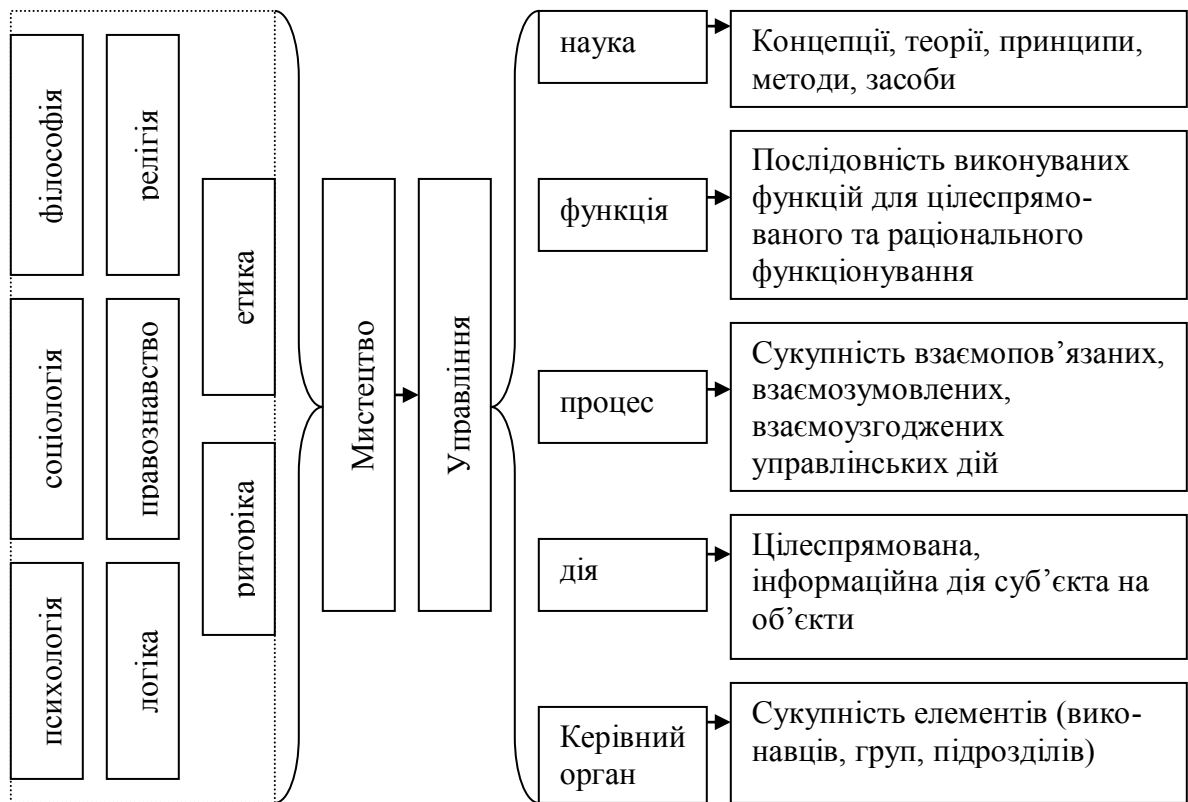 філософія
соціологія
психологія
релігія
правознавство
логіка
етика
риторіка
Мистецтво
Управління
наука
Концепції, теорії, принципи,
методи, засоби
функція
Послідовність виконуваних
функцій для цілеспрямо-
ваного та раціонального
функціонування
процес
Сукупність взаємопов’язаних,
взаємозумовлених,
взаємоузгоджених
управлінських дій
дія
Цілеспрямована,
інформаційна дія суб’єкта на
об’єкти
Керівний
орган
Сукупність елементів (вико-
навців, груп, підрозділів)